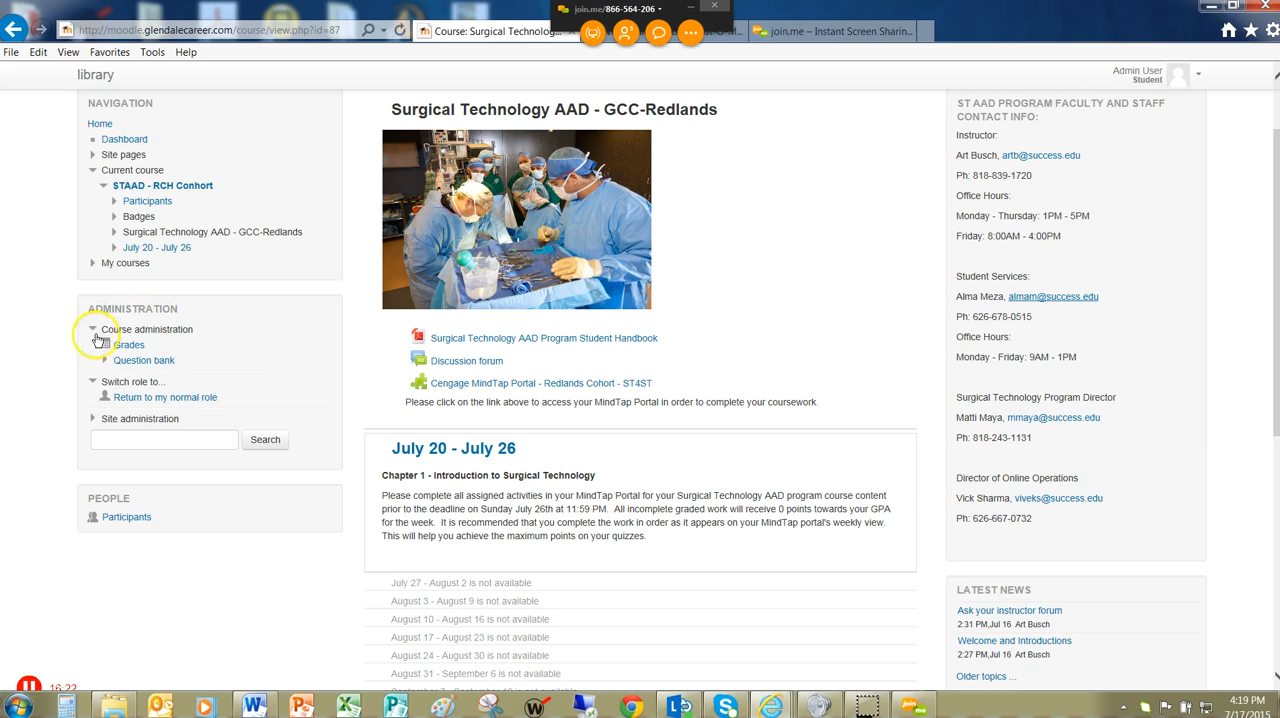 join.me/866-564-206
http://moodle.glendalecareer.com/course/view.php?id=87
Course: Surgical Technolog...
join.me – Instant Screen Sharin...
File Edit View Favorites Tools Help
library
Admin User
Student
NAVIGATION
Home
Dashboard
Site pages
Current course
STAAD - RCH Conhort
Participants
Badges
Surgical Technology AAD - GCC-Redlands
July 20 - July 26
My courses
ADMINISTRATION
Course administration
Grades
Question bank
Switch role to...
Return to my normal role
Site administration
Search
PEOPLE
Participants
Surgical Technology AAD - GCC-Redlands
Surgical Technology AAD Program Student Handbook
Discussion forum
Cengage MindTap Portal - Redlands Cohort - ST4ST
Please click on the link above to access your MindTap Portal in order to complete your coursework.
July 20 - July 26
Chapter 1 - Introduction to Surgical Technology
Please complete all assigned activities in your MindTap Portal for your Surgical Technology AAD program course content
prior to the deadline on Sunday July 26th at 11:59 PM. All incomplete graded work will receive 0 points towards your GPA
for the week. It is recommended that you complete the work in order as it appears on your MindTap portal's weekly view.
This will help you achieve the maximum points on your quizzes.
July 27 - August 2 is not available
August 3 - August 9 is not available
August 10 - August 16 is not available
August 17 - August 23 is not available
August 24 - August 30 is not available
August 31 - September 6 is not available
ST AAD PROGRAM FACULTY AND STAFF
CONTACT INFO:
Instructor:
Art Busch, artb@success.edu
Ph: 818-839-1720
Office Hours:
Monday - Thursday: 1PM - 5PM
Friday: 8:00AM - 4:00PM
Student Services:
Alma Meza, almam@success.edu
Ph: 626-678-0515
Office Hours:
Monday - Friday: 9AM - 1PM
Surgical Technology Program Director
Matti Maya, mmaya@success.edu
Ph: 818-243-1131
Director of Online Operations
Vick Sharma, viveks@success.edu
Ph: 626-667-0732
LATEST NEWS
Ask your instructor forum
2:31 PM,Jul 16 Art Busch
Welcome and Introductions
2:27 PM,Jul 16 Art Busch
Older topics ...
16:22
4:19 PM
7/17/2015